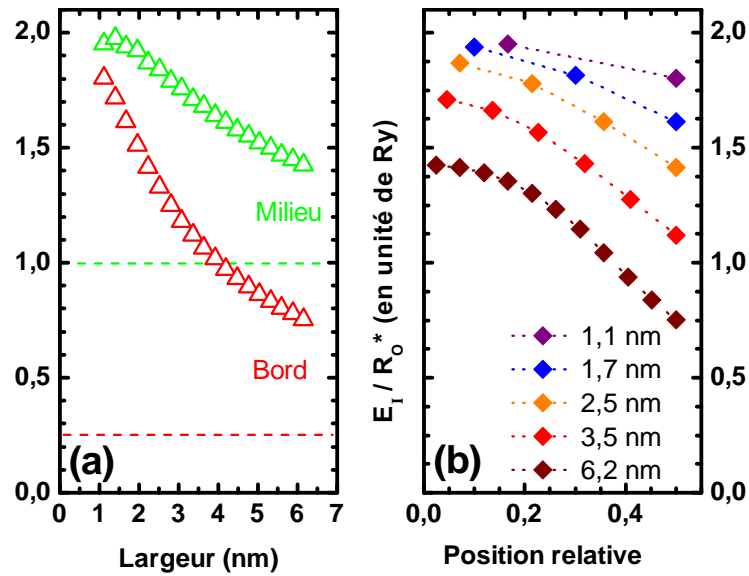 2,0
1,5
1,0
0,5
0,0
0 1 2 3 4 5 6 7
Largeur (nm)
Milieu
Bord
(a)
E_I / R_O* (en unité de Ry)
2,0
1,5
1,0
0,5
0,0
0,0 0,2 0,4
Position relative
1,1 nm
1,7 nm
2,5 nm
3,5 nm
6,2 nm
(b)